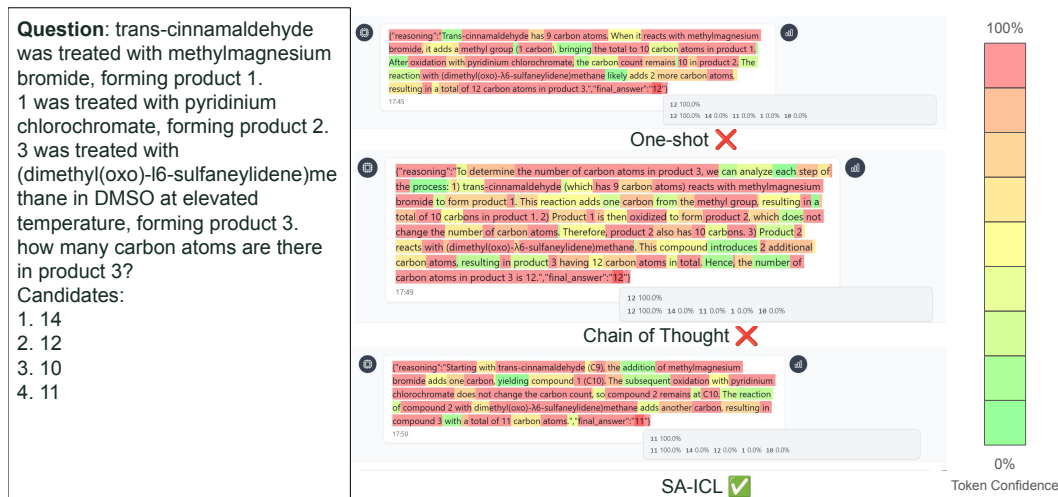 Question: trans-cinnamaldehyde
was treated with methylmagnesium
bromide, forming product 1.
1 was treated with pyridinium
chlorochromate, forming product 2.
3 was treated with
(dimethyl(oxo)-l6-sulfaneylidene)me
thane in DMSO at elevated
temperature, forming product 3.
how many carbon atoms are there
in product 3?
Candidates:
1. 14
2. 12
3. 10
4. 11
{"reasoning":"Trans-cinnamaldehyde has 9 carbon atoms. When it reacts with methylmagnesium
bromide, it adds a methyl group (1 carbon), bringing the total to 10 carbon atoms in product 1.
After oxidation with pyridinium chlorochromate, the carbon count remains 10 in product 2. The
reaction with (dimethyl(oxo)-λ6-sulfaneylidene)methane likely adds 2 more carbon atoms,
resulting in a total of 12 carbon atoms in product 3.","final_answer":"12"}
17:45
12 100.0%
12 100.0% 14 0.0% 11 0.0% 1 0.0% 10 0.0%
One-shot ❌
{"reasoning":"To determine the number of carbon atoms in product 3, we can analyze each step of
the process: 1) trans-cinnamaldehyde (which has 9 carbon atoms) reacts with methylmagnesium
bromide to form product 1. This reaction adds one carbon from the methyl group, resulting in a
total of 10 carbons in product 1. 2) Product 1 is then oxidized to form product 2, which does not
change the number of carbon atoms. Therefore, product 2 also has 10 carbons. 3) Product 2
reacts with (dimethyl(oxo)-λ6-sulfaneylidene)methane. This compound introduces 2 additional
carbon atoms, resulting in product 3 having 12 carbon atoms in total. Hence, the number of
carbon atoms in product 3 is 12.","final_answer":"12"}
17:49
12 100.0%
12 100.0% 14 0.0% 11 0.0% 1 0.0% 10 0.0%
Chain of Thought ❌
{"reasoning":"Starting with trans-cinnamaldehyde (C9), the addition of methylmagnesium
bromide adds one carbon, yielding compound 1 (C10). The subsequent oxidation with pyridinium
chlorochromate does not change the carbon count, so compound 2 remains at C10. The reaction
of compound 2 with dimethyl(oxo)-λ6-sulfaneylidene)methane adds another carbon, resulting in
compound 3 with a total of 11 carbon atoms.","final_answer":"11"}
17:50
11 100.0%
11 100.0% 14 0.0% 12 0.0% 1 0.0% 10 0.0%
SA-ICL ✅
100%
0%
Token Confidence